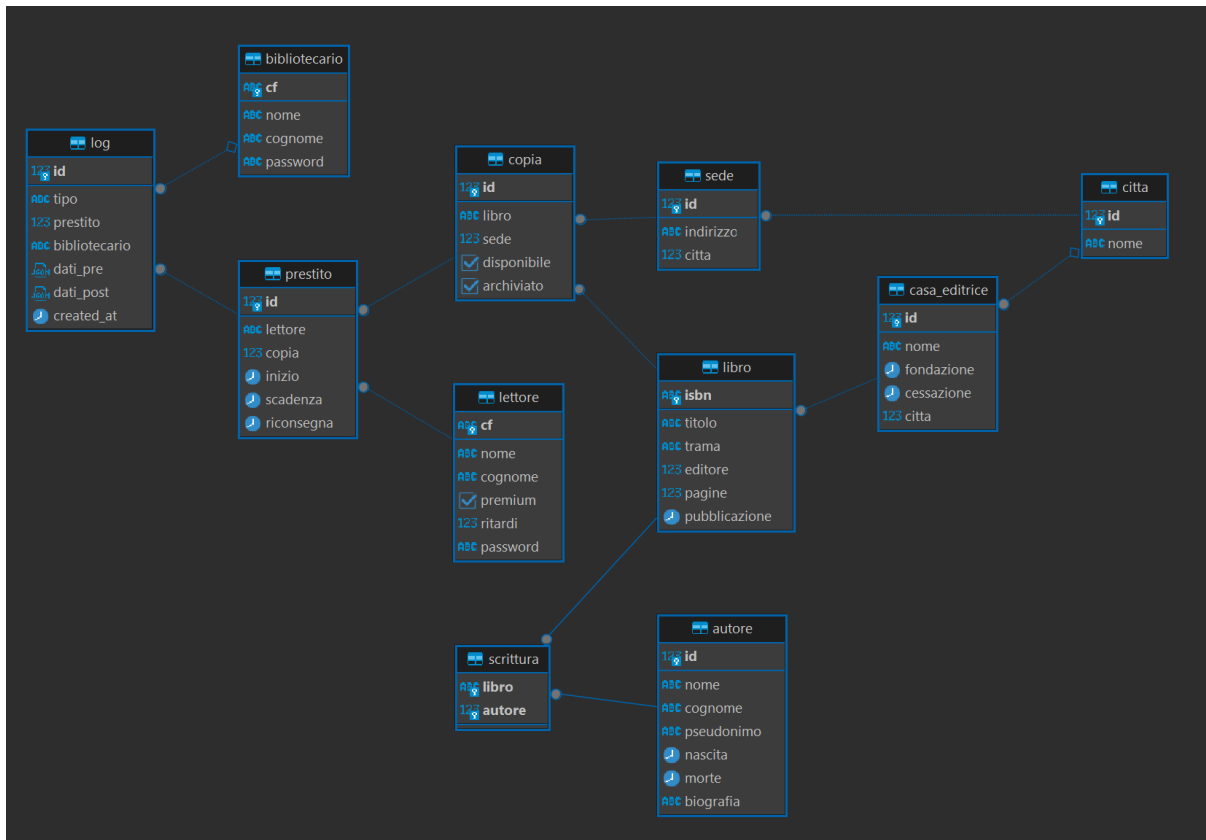 bibliotecario
cf
nome
cognome
password
log
id
tipo
prestito
bibliotecario
dati_pre
dati_post
created_at
prestito
id
lettore
copia
inizio
scadenza
riconsegna
copia
id
libro
sede
disponibile
archiviato
sede
id
indirizzo
citta
citta
id
nome
casa_editrice
id
nome
fondazione
cessazione
citta
lettore
cf
nome
cognome
premium
ritardi
password
libro
isbn
titolo
trama
editore
pagine
pubblicazione
scrittura
libro
autore
autore
id
nome
cognome
pseudonimo
nascita
morte
biografia